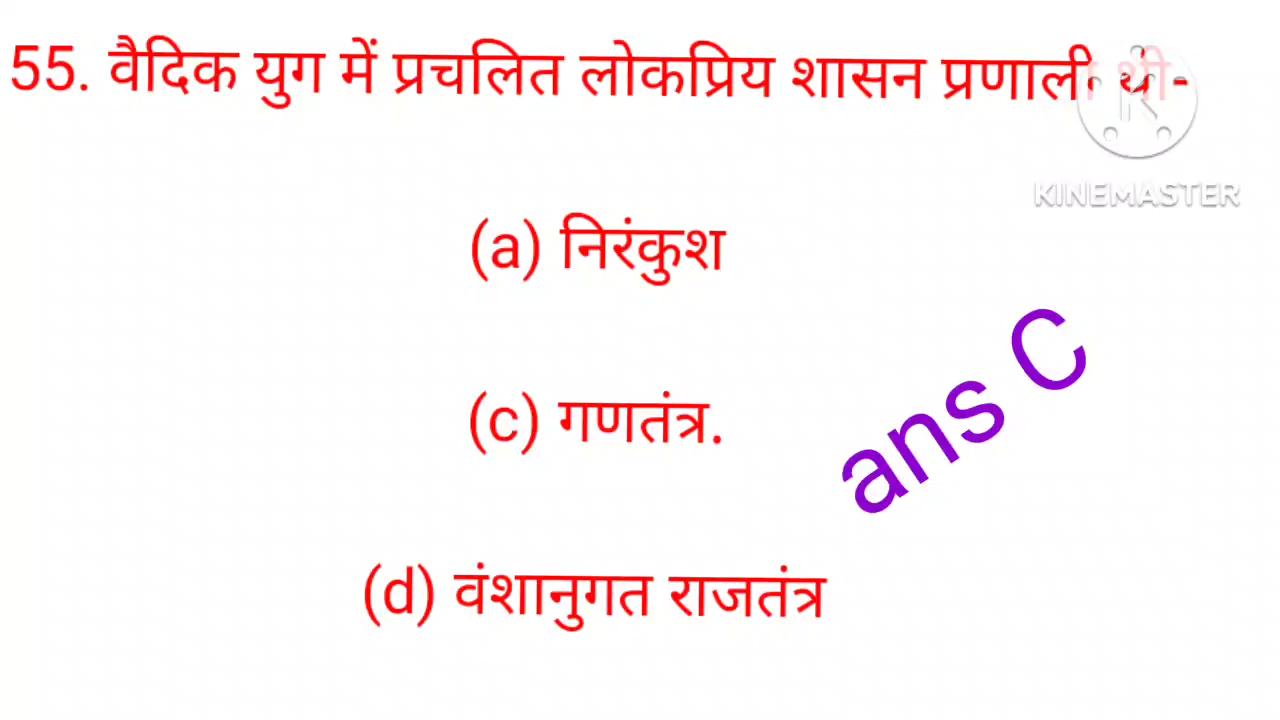 55. वैदिक युग में प्रचलित लोकप्रिय शासन प्रणाली थी-
KINEMASTER
(a) निरंकुश
(c) गणतंत्र.
ans C
(d) वंशानुगत राजतंत्र